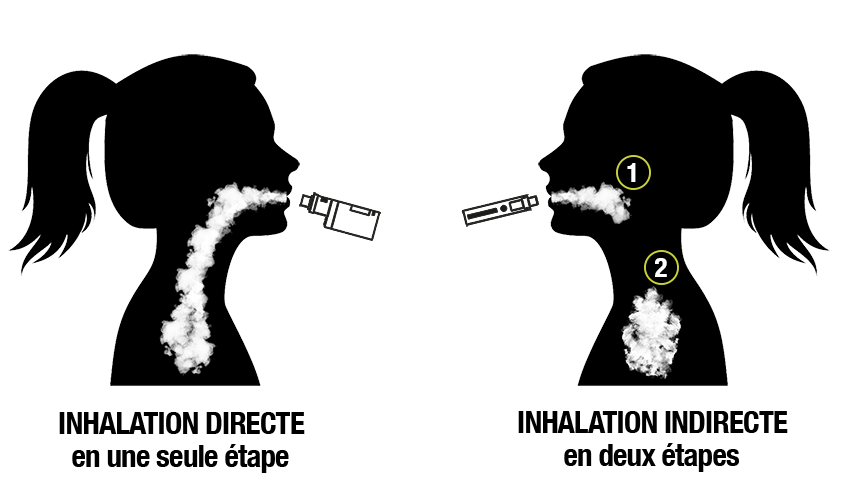 1
2
INHALATION DIRECTE
en une seule étape
INHALATION INDIRECTE
en deux étapes